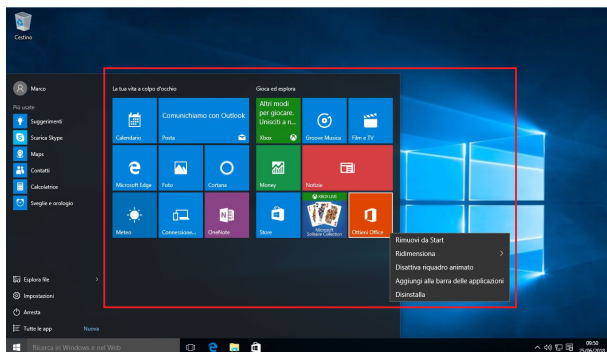 Cestino
Marco
Più usate
Suggerimenti
Scarica Skype
Maps
Contatti
Calcolatrice
Sveglie e orologio
Esplora file
Impostazioni
Arresta
Tutte le app
Nuova
La tua vita a colpo d'occhio
Calendario
Comunichiamo con Outlook
Posta
Microsoft Edge
Foto
Cortana
Meteo
Connessione...
OneNote
Gioca ed esplora
Altri modi
per giocare.
Unisciti a n...
Xbox
Groove Musica
Film e TV
Money
Notizie
Store
XBOX LIVE
Microsoft
Solitaire Collection
Ottieni Office
Rimuovi da Start
Ridimensiona
Disattiva riquadro animato
Aggiungi alla barra delle applicazioni
Disinstalla
Ricerca in Windows e nel Web
09:50